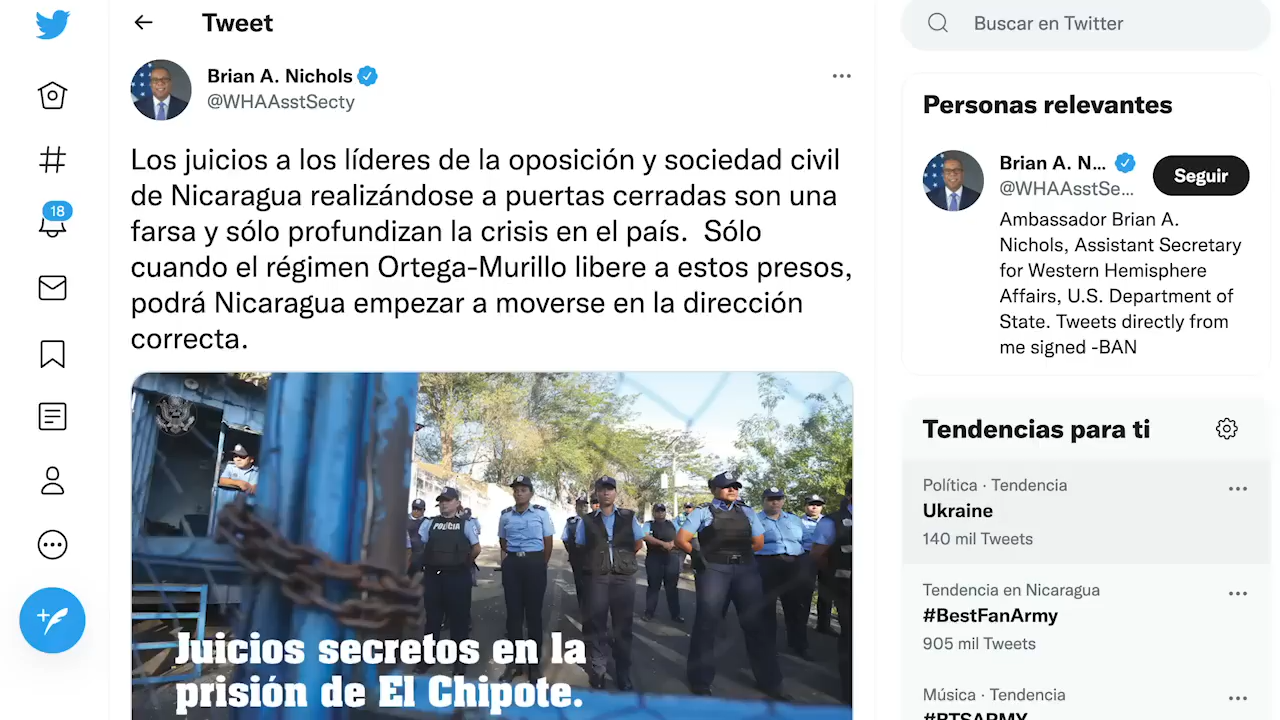 Tweet
Brian A. Nichols
@WHAAsstSecty
Los juicios a los líderes de la oposición y sociedad civil
de Nicaragua realizándose a puertas cerradas son una
farsa y sólo profundizan la crisis en el país.  Sólo
cuando el régimen Ortega-Murillo libere a estos presos,
podrá Nicaragua empezar a moverse en la dirección
correcta.
POLICIA
Juicios secretos en la
prisión de El Chipote.
18
Buscar en Twitter
Personas relevantes
Brian A. N...
@WHAAsstSe...
Seguir
Ambassador Brian A.
Nichols, Assistant Secretary
for Western Hemisphere
Affairs, U.S. Department of
State. Tweets directly from
me signed -BAN
Tendencias para ti
Política · Tendencia
Ukraine
140 mil Tweets
Tendencia en Nicaragua
#BestFanArmy
905 mil Tweets
Música · Tendencia
#BTSARMY